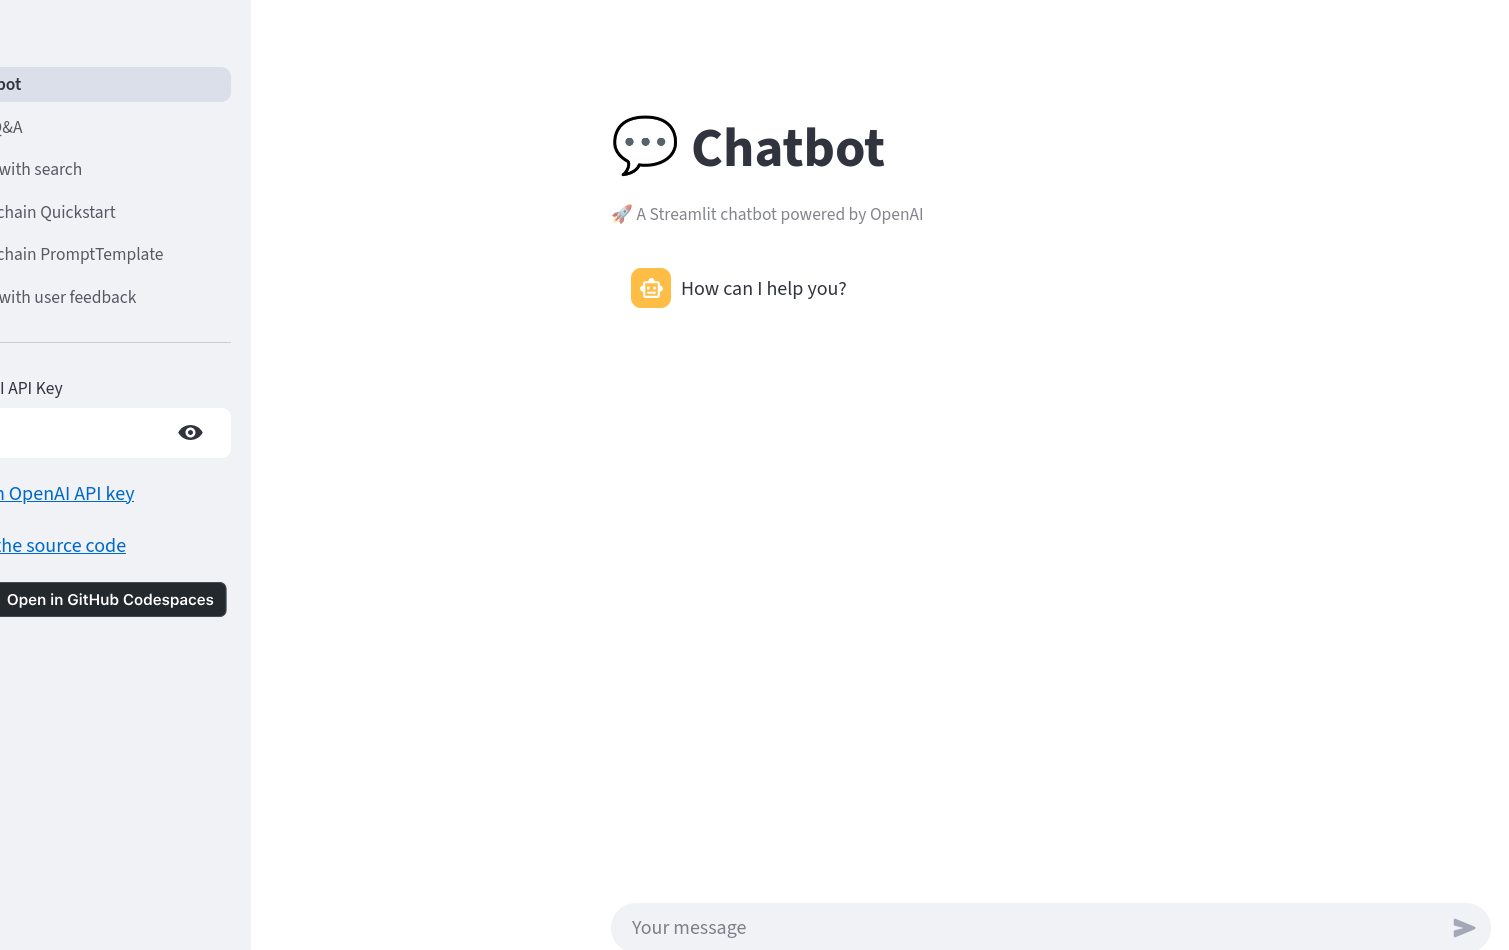 bot
Q&A
with search
chain Quickstart
chain PromptTemplate
with user feedback
I API Key
n OpenAI API key
the source code
Open in GitHub Codespaces
💬 Chatbot
🚀 A Streamlit chatbot powered by OpenAI
How can I help you?
Your message